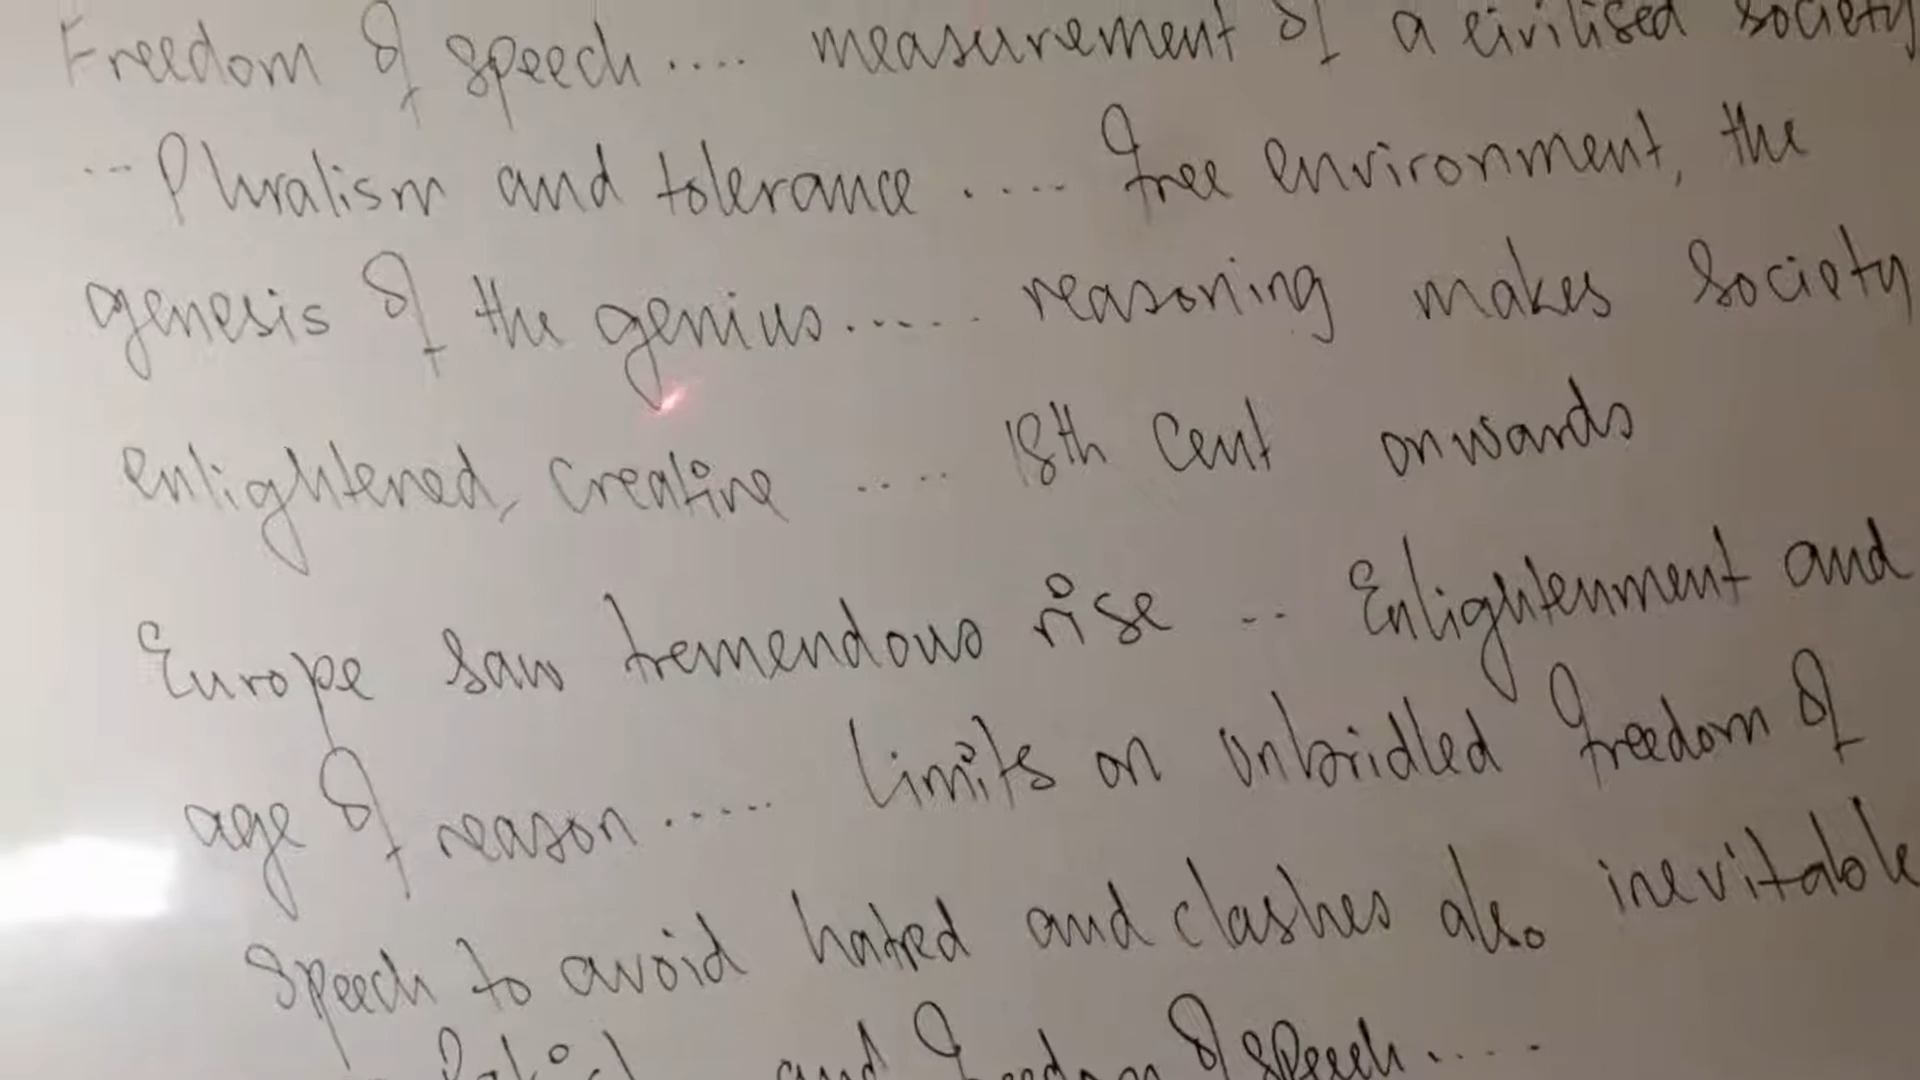 Freedom of speech .... measurement of a civilised society
... Pluralism and tolerance .... free environment, the
genesis of the genius ..... reasoning makes society
enlightened, creative .... 18th Cent onwards
Europe saw tremendous rise .. Enlightenment and
age of reason ..... limits on unbridled freedom of
speech to avoid hatred and clashes also inevitable
and freedom of speech ....